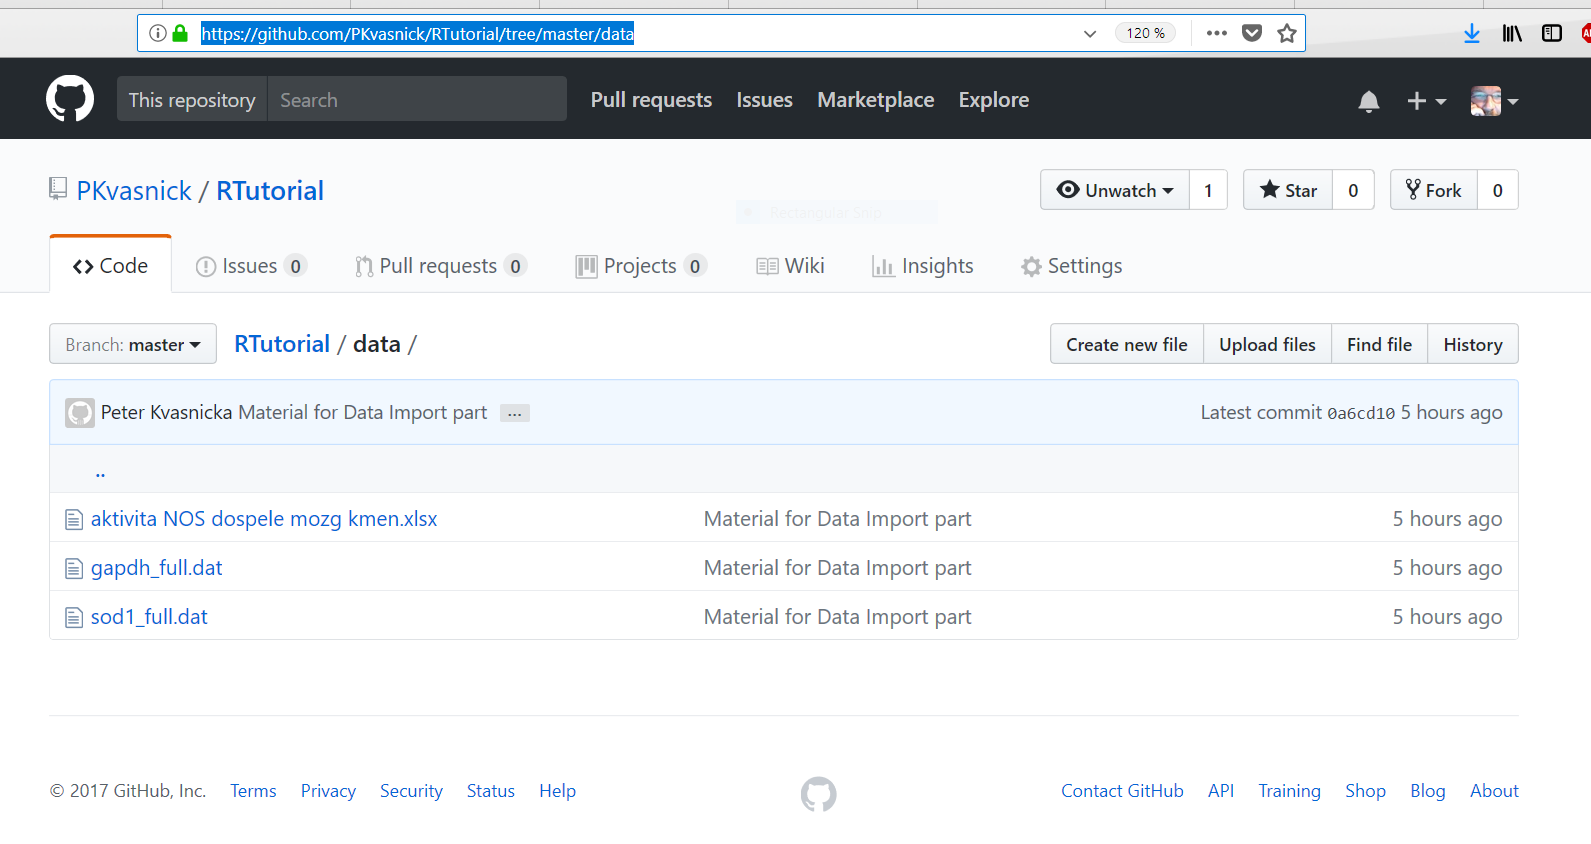 https://github.com/PKvasnick/RTutorial/tree/master/data 120 %
This repository Search Pull requests Issues Marketplace Explore
PKvasnick / RTutorial Unwatch 1 Star 0 Fork 0
Rectangular Snip
Code Issues 0 Pull requests 0 Projects 0 Wiki Insights Settings
Branch: master RTutorial / data / Create new file Upload files Find file History
Peter Kvasnicka Material for Data Import part ... Latest commit 0a6cd10 5 hours ago
..
aktivita NOS dospele mozg kmen.xlsx Material for Data Import part 5 hours ago
gapdh_full.dat Material for Data Import part 5 hours ago
sod1_full.dat Material for Data Import part 5 hours ago
© 2017 GitHub, Inc. Terms Privacy Security Status Help Contact GitHub API Training Shop Blog About